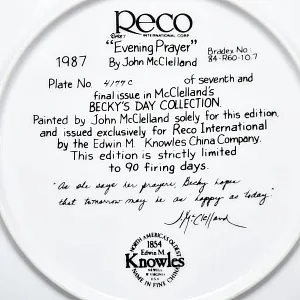 Reco
INTERNATIONAL CORP.
"Evening Prayer"
1987 By John McClelland
Bradex No.
84-R60-10.7
Plate No. 4177C of seventh and
final issue in McClelland's
BECKY'S DAY COLLECTION.
Painted by John McClelland solely for this edition,
and issued exclusively for Reco International
by the Edwin M. Knowles China Company.
This edition is strictly limited
to 90 firing days.
"As she says her prayers, Becky hopes
that tomorrow may be as happy as today."
J. McClelland
NORTH AMERICA'S OLDEST
1854
Edwin M.
Knowles
NEWELL
W. VIRGINIA
U.S.A.
NAME IN FINE CHINA